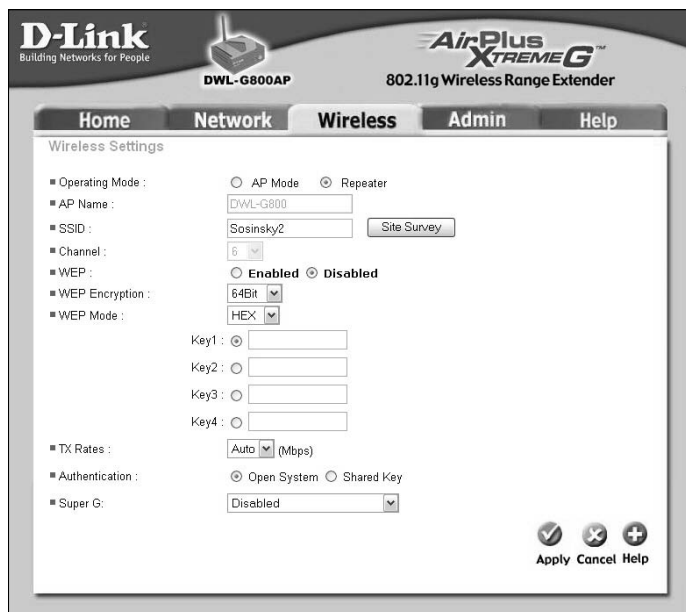 D-Link
Building Networks for People
DWL-G800AP
AirPlus
XTREME G™
802.11g Wireless Range Extender
Home Network Wireless Admin Help
Wireless Settings
Operating Mode : AP Mode Repeater
AP Name : DWL-G800
SSID : Sosinsky2 Site Survey
Channel : 6
WEP : Enabled Disabled
WEP Encryption : 64Bit
WEP Mode : HEX
Key1 :
Key2 :
Key3 :
Key4 :
TX Rates : Auto (Mbps)
Authentication : Open System Shared Key
Super G: Disabled
Apply Cancel Help